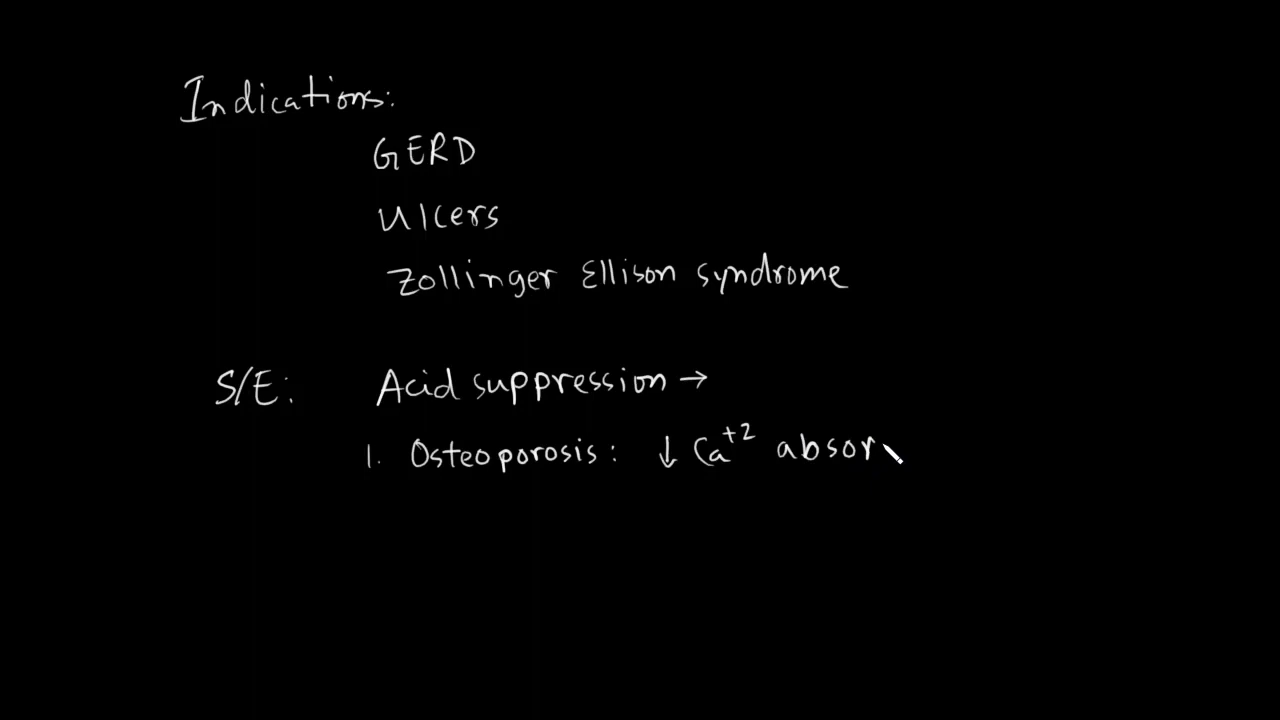 Indications:
GERD
Ulcers
Zollinger Ellison syndrome
S/E: Acid suppression →
1. Osteoporosis: ↓ Ca⁺² absor